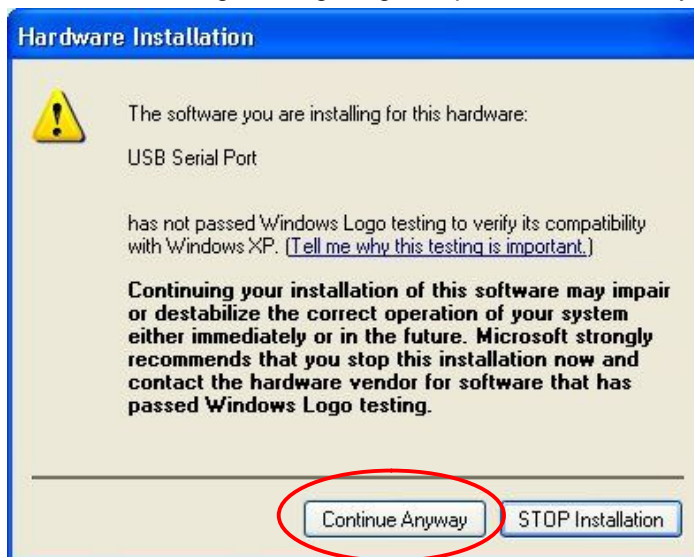 Hardware Installation
The software you are installing for this hardware:
USB Serial Port
has not passed Windows Logo testing to verify its compatibility
with Windows XP. (Tell me why this testing is important.)
Continuing your installation of this software may impair
or destabilize the correct operation of your system
either immediately or in the future. Microsoft strongly
recommends that you stop this installation now and
contact the hardware vendor for software that has
passed Windows Logo testing.
Continue Anyway STOP Installation